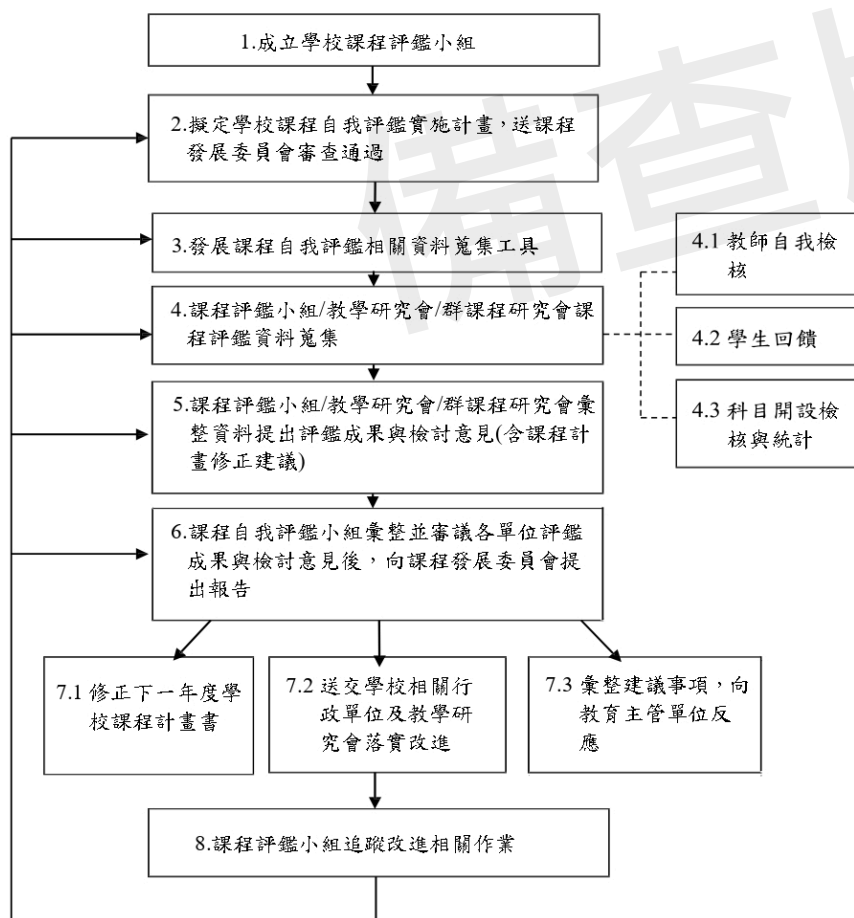 1.成立學校課程評鑑小組
2.擬定學校課程自我評鑑實施計畫，送課程
發展委員會審查通過
3.發展課程自我評鑑相關資料蒐集工具
4.課程評鑑小組/教學研究會/群課程研究會課
程評鑑資料蒐集
4.1 教師自我檢
核
4.2 學生回饋
4.3 科目開設檢
核與統計
5.課程評鑑小組/教學研究會/群課程研究會彙
整資料提出評鑑成果與檢討意見(含課程計
畫修正建議)
6.課程自我評鑑小組彙整並審議各單位評鑑
成果與檢討意見後，向課程發展委員會提
出報告
7.1 修正下一年度學
校課程計畫書
7.2 送交學校相關行
政單位及教學研
究會落實改進
7.3 彙整建議事項，向
教育主管單位反
應
8.課程評鑑小組追蹤改進相關作業
備查